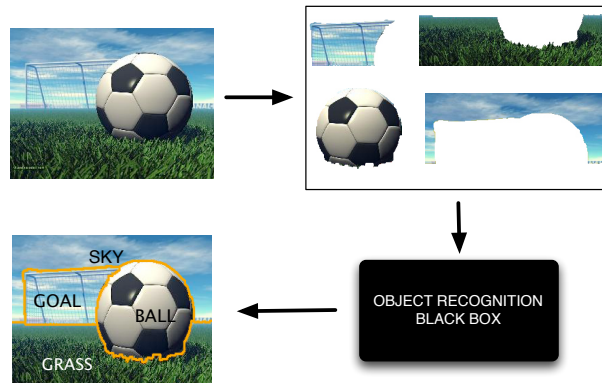 OBJECT RECOGNITION
BLACK BOX
SKY
GOAL
BALL
GRASS